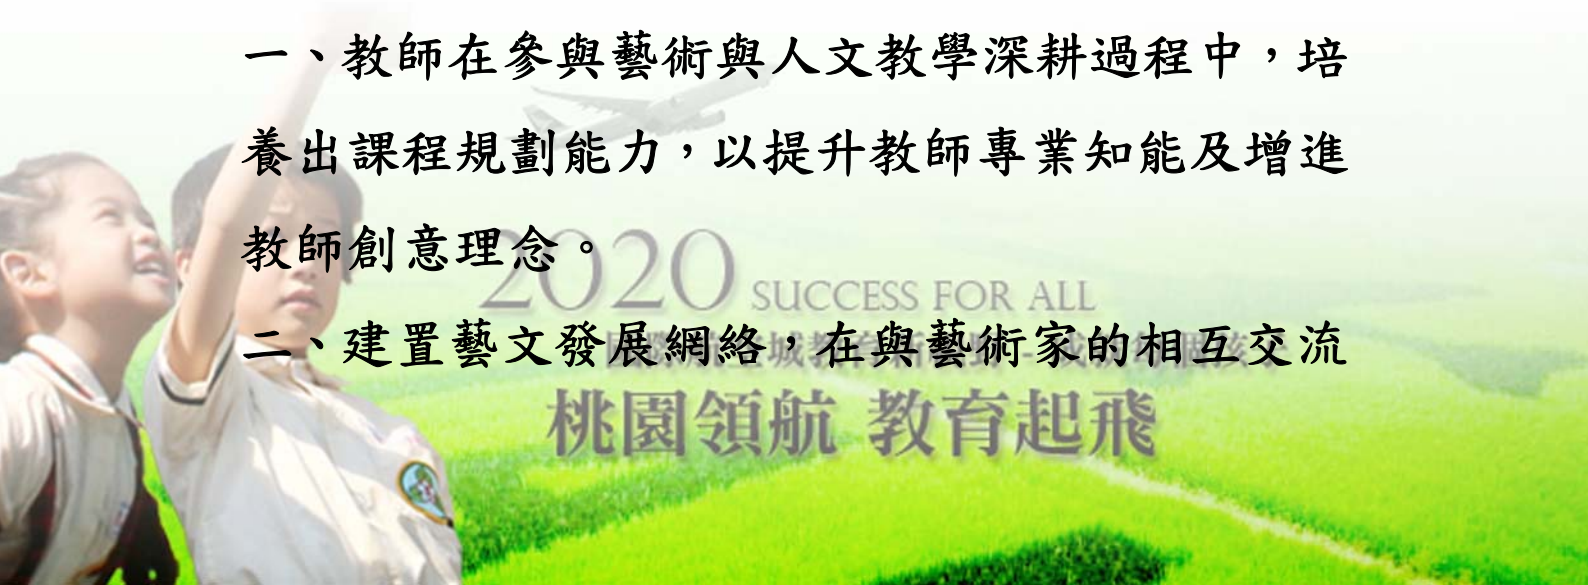 一、教師在參與藝術與人文教學深耕過程中，培
養出課程規劃能力，以提升教師專業知能及增進
教師創意理念。
2020 SUCCESS FOR ALL
二、建置藝文發展網絡，在與藝術家的相互交流
桃園領航 教育起飛